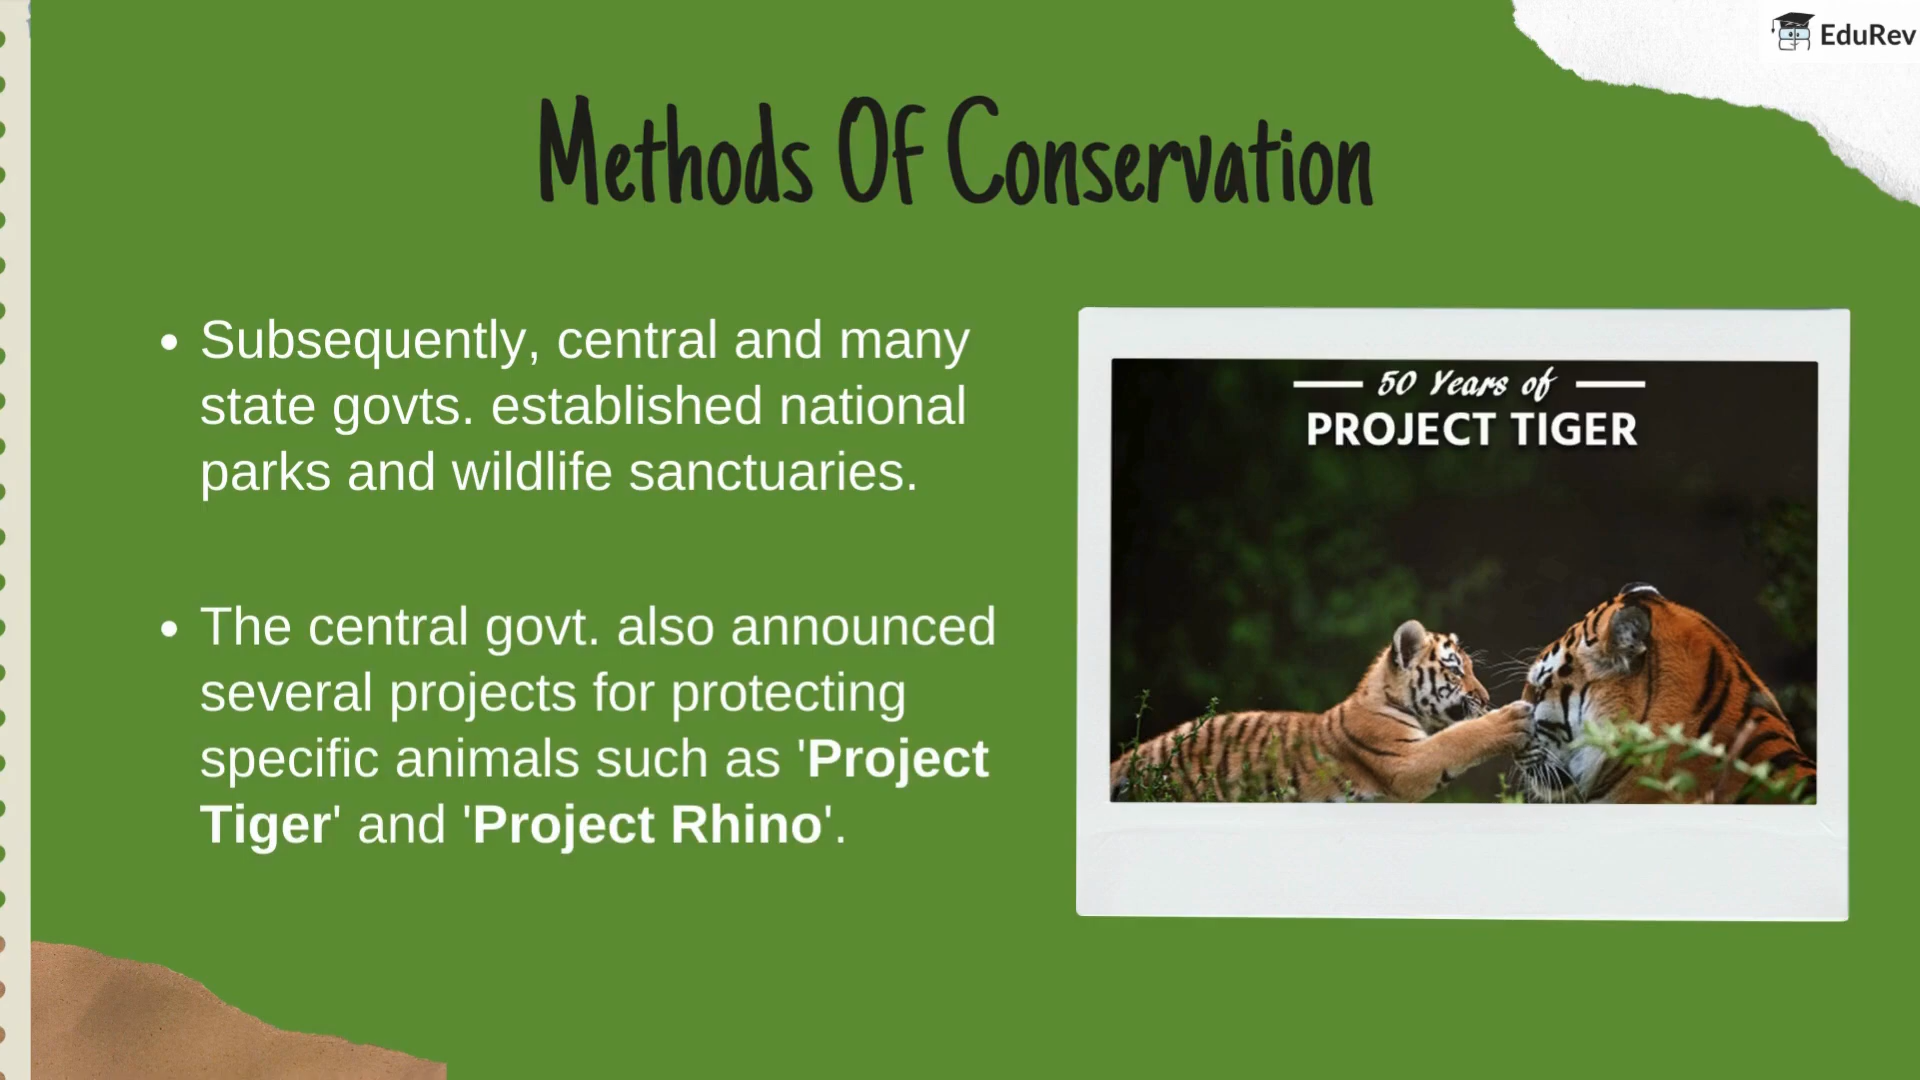 EduRev
Methods Of Conservation
• Subsequently, central and many
state govts. established national
parks and wildlife sanctuaries.
• The central govt. also announced
several projects for protecting
specific animals such as 'Project
Tiger' and 'Project Rhino'.
50 Years of
PROJECT TIGER